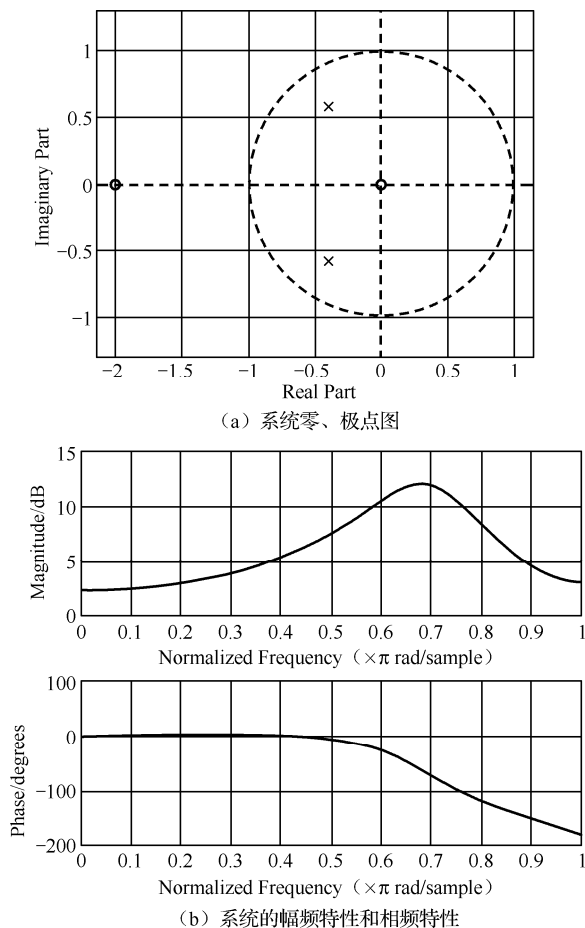 1
0.5
0
−0.5
−1
Imaginary Part
−2 −1.5 −1 −0.5 0 0.5 1
Real Part
（a）系统零、极点图
15
10
5
0
Magnitude/dB
0 0.1 0.2 0.3 0.4 0.5 0.6 0.7 0.8 0.9 1
Normalized Frequency（×π rad/sample）
100
0
−100
−200
Phase/degrees
0 0.1 0.2 0.3 0.4 0.5 0.6 0.7 0.8 0.9 1
Normalized Frequency（×π rad/sample）
（b）系统的幅频特性和相频特性